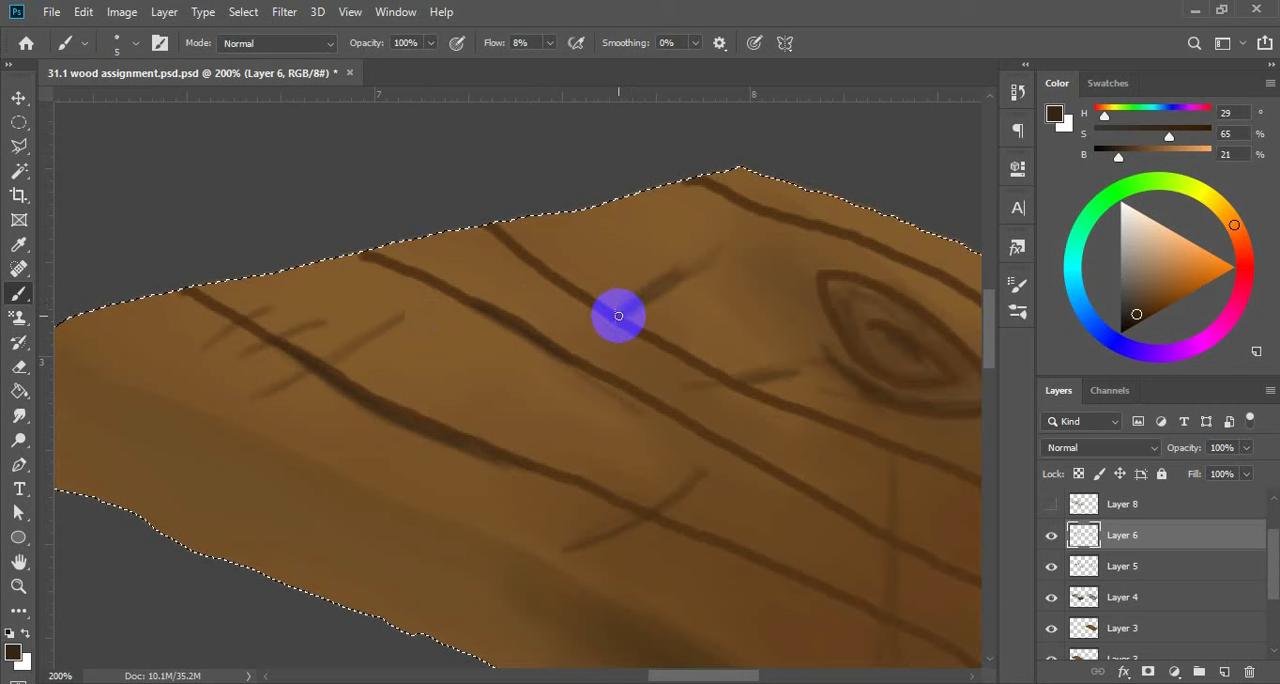 Ps File Edit Image Layer Type Select Filter 3D View Window Help
5 Mode: Normal Opacity: 100% Flow: 8% Smoothing: 0%
31.1 wood assignment.psd.psd @ 200% (Layer 6, RGB/8#) *
7 8
3
Color Swatches
H 29 °
S 65 %
B 21 %
Layers Channels
Kind
Normal Opacity: 100%
Lock: Fill: 100%
Layer 8
Layer 6
Layer 5
Layer 4
Layer 3
200% Doc: 10.1M/35.2M